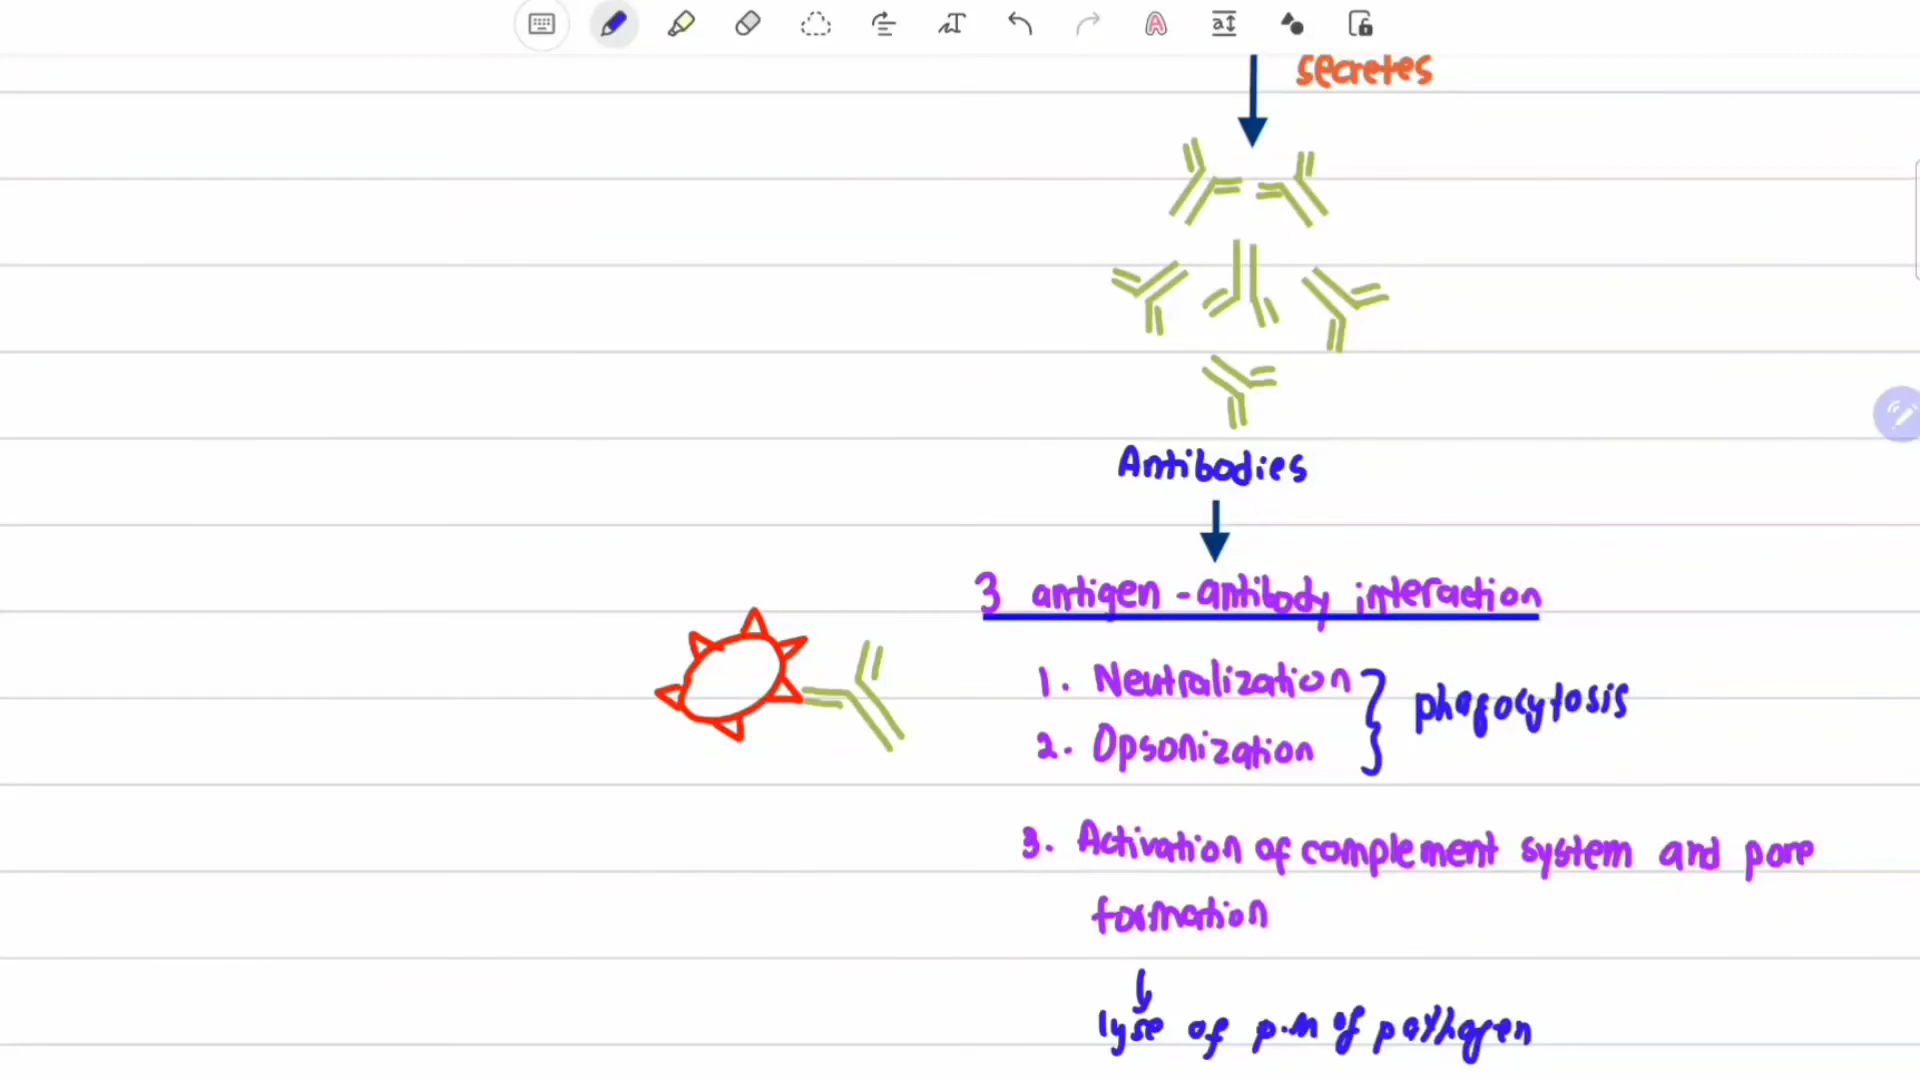 secretes
Antibodies
3 antigen - antibody interaction
1. Neutralization
2. Opsonization
} phagocytosis
3. Activation of complement system and pore
formation
lyse of p.m of pathogen